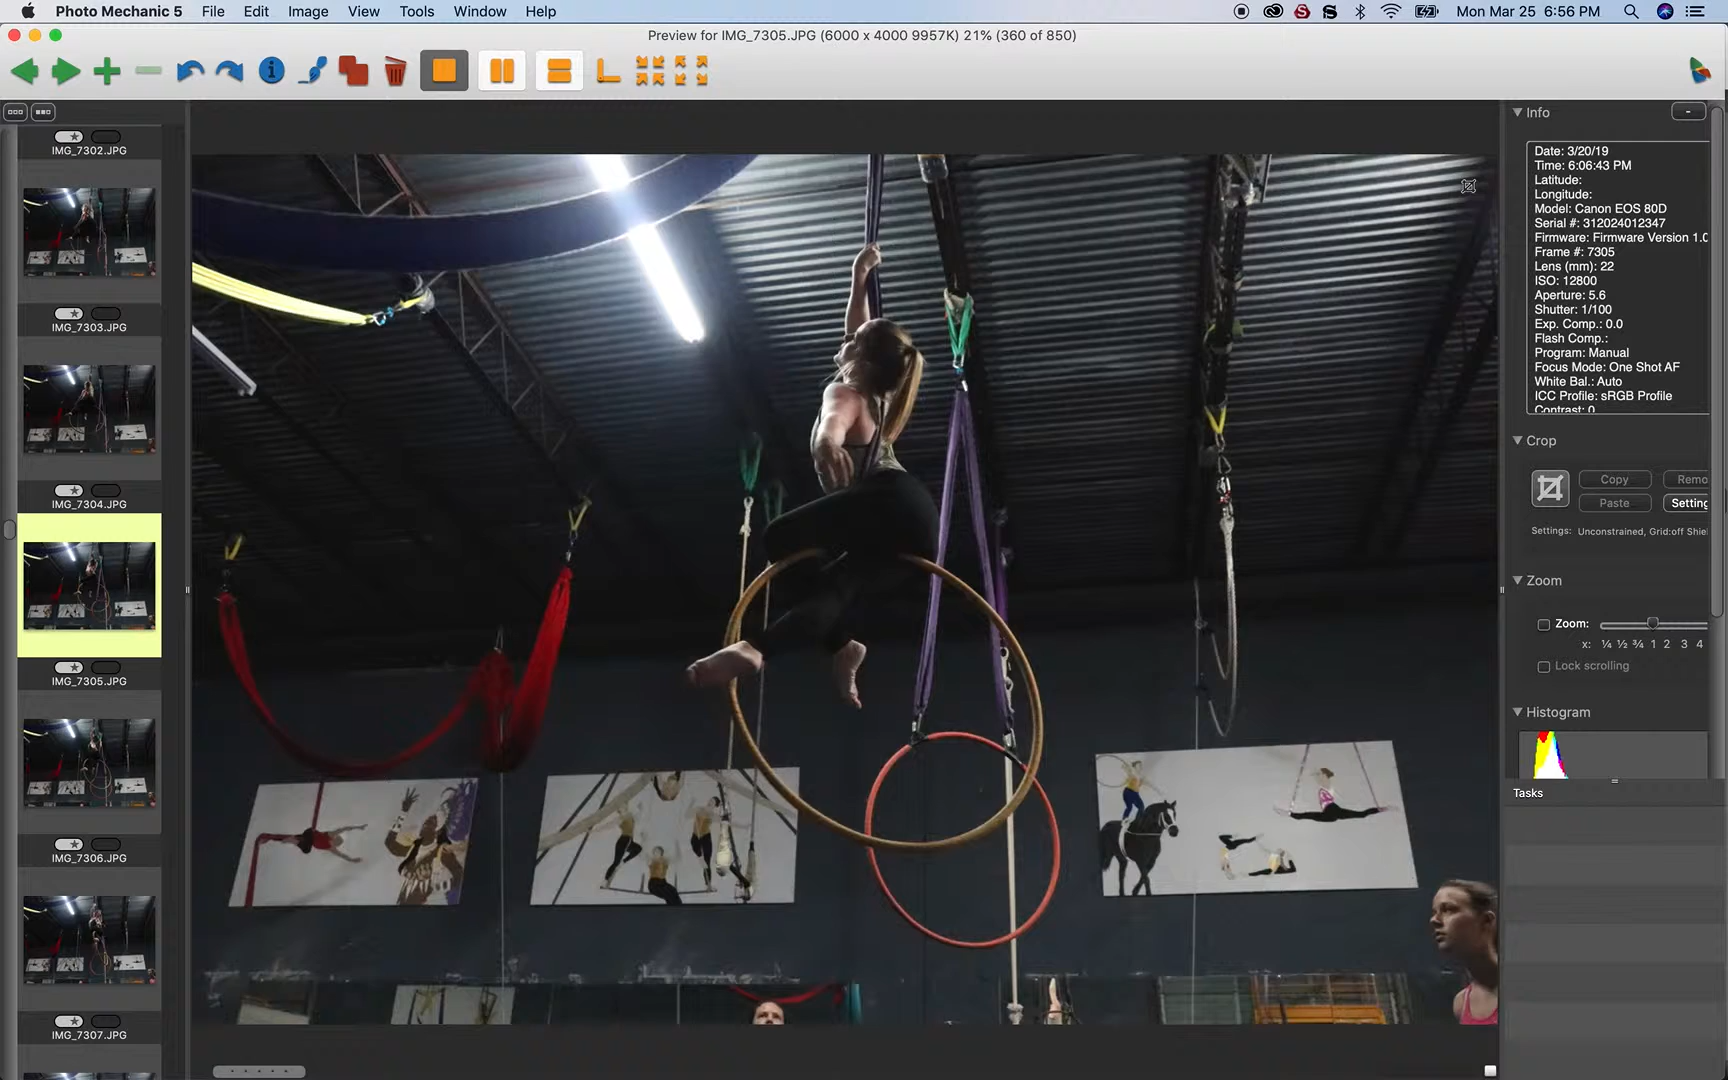 Photo Mechanic 5 File Edit Image View Tools Window Help Mon Mar 25 6:56 PM
Preview for IMG_7305.JPG (6000 x 4000 9957K) 21% (360 of 850)
IMG_7302.JPG
IMG_7303.JPG
IMG_7304.JPG
IMG_7305.JPG
IMG_7306.JPG
IMG_7307.JPG
Info
-
Date: 3/20/19
Time: 6:06:43 PM
Latitude:
Longitude:
Model: Canon EOS 80D
Serial #: 312024012347
Firmware: Firmware Version 1.0
Frame #: 7305
Lens (mm): 22
ISO: 12800
Aperture: 5.6
Shutter: 1/100
Exp. Comp.: 0.0
Flash Comp.:
Program: Manual
Focus Mode: One Shot AF
White Bal.: Auto
ICC Profile: sRGB Profile
Contrast: 0
Crop
Copy Remo
Paste Setting
Settings: Unconstrained, Grid:off Shie
Zoom
Zoom:
x: ¼ ½ ¾ 1 2 3 4
Lock scrolling
Histogram
Tasks